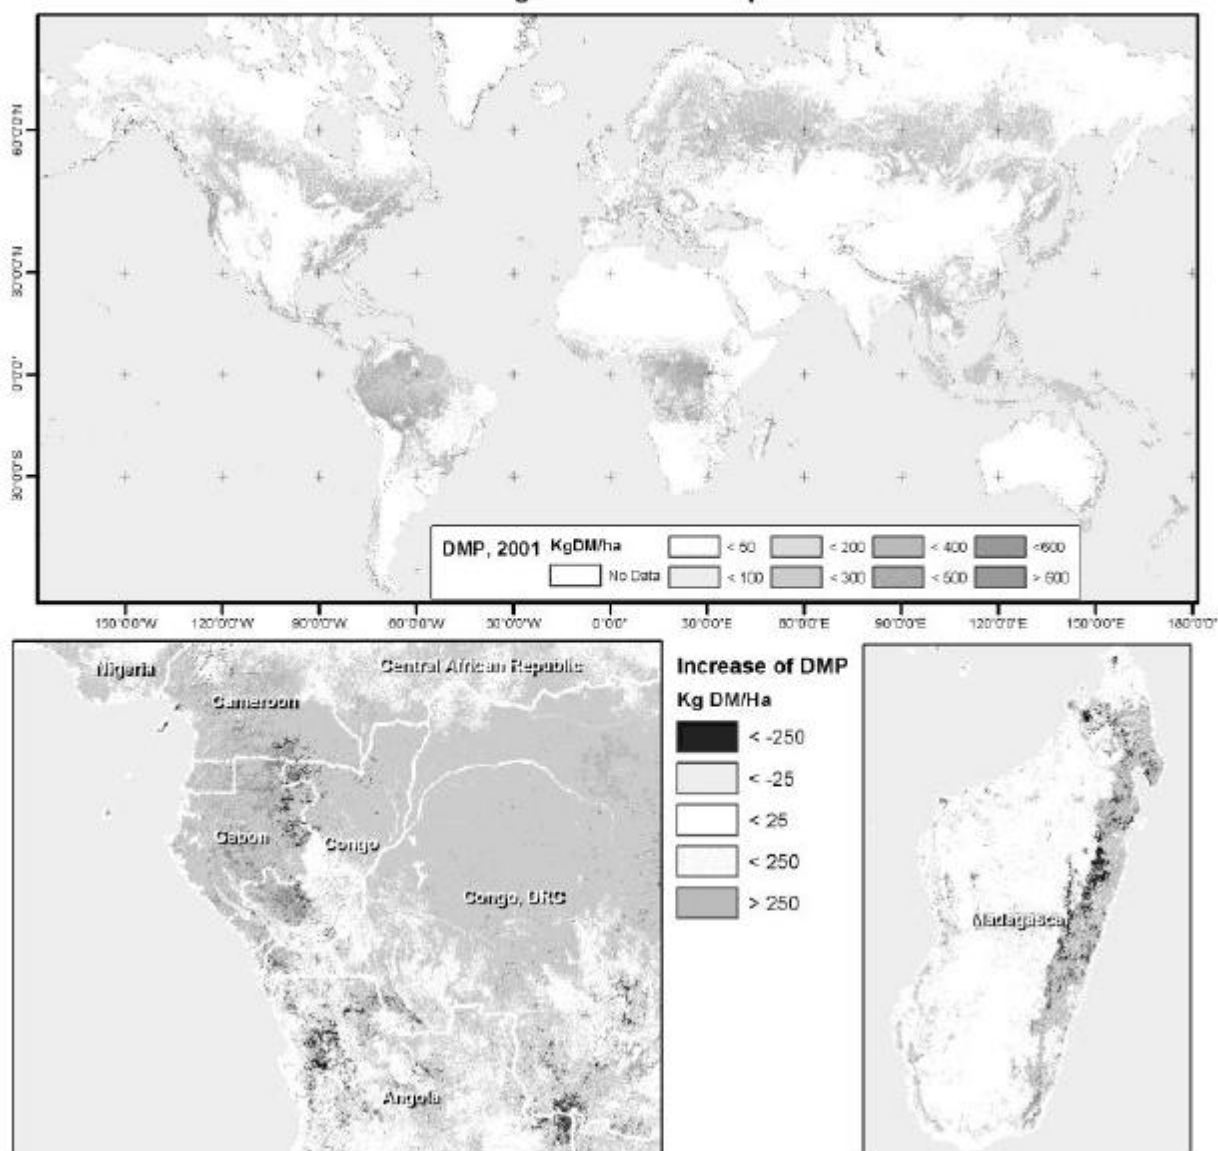 60°0'0"N
30°0'0"N
0°0'0"
30°0'0"S
DMP, 2001 KgDM/ha
< 50 < 200 < 400 <600
No Data < 100 < 300 < 500 > 600
150°0'0"W 120°0'0"W 90°0'0"W 60°0'0"W 30°0'0"W 0°0'0" 30°0'0"E 60°0'0"E 90°0'0"E 120°0'0"E 150°0'0"E 180°0'0"
Nigeria
Central African Republic
Cameroon
Gabon
Congo
Congo, DRC
Angola
Increase of DMP
Kg DM/Ha
< -250
< -25
< 25
< 250
> 250
Madagascar